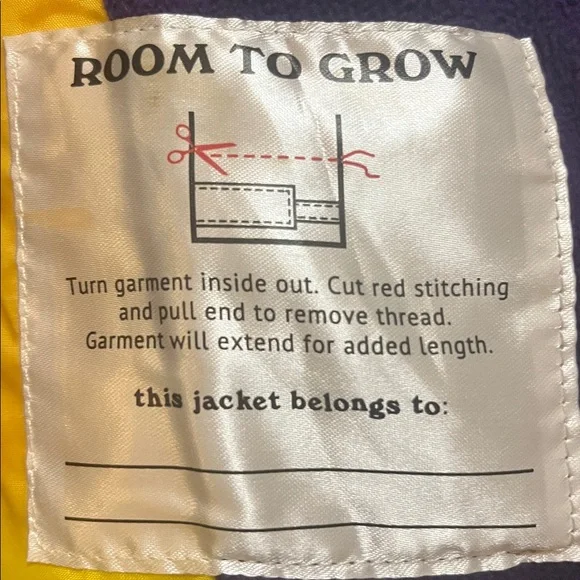 ROOM TO GROW
Turn garment inside out. Cut red stitching
and pull end to remove thread.
Garment will extend for added length.
this jacket belongs to: